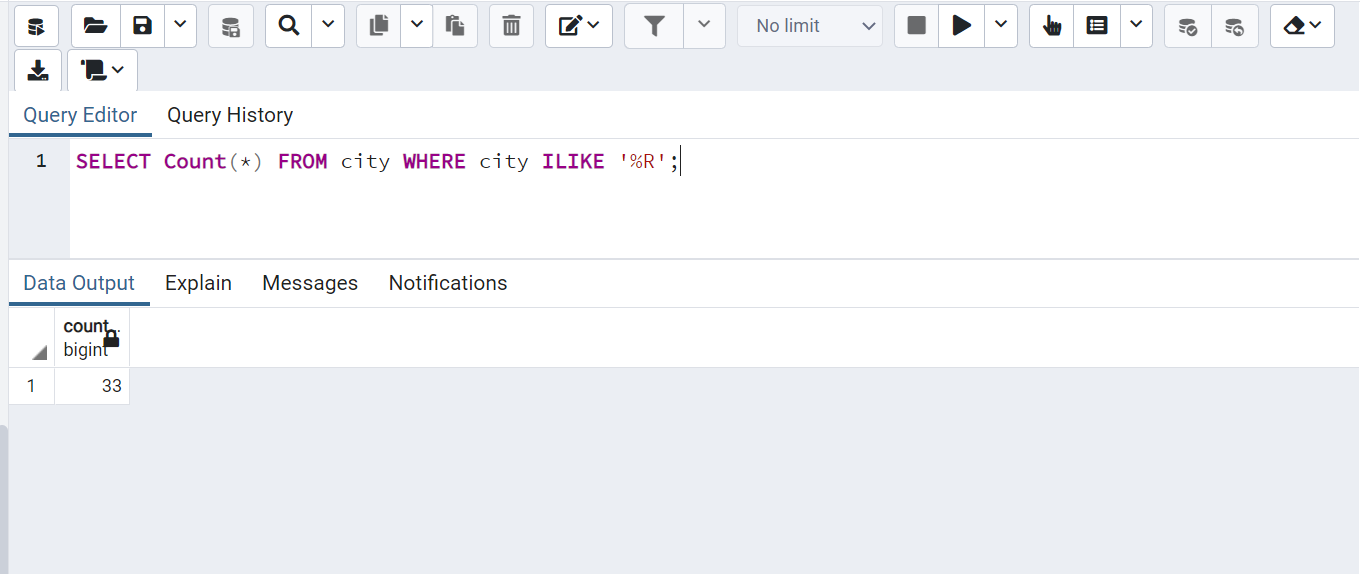 No limit
Query Editor Query History
1 SELECT Count(*) FROM city WHERE city ILIKE '%R';
Data Output Explain Messages Notifications
count..
bigint
1 33